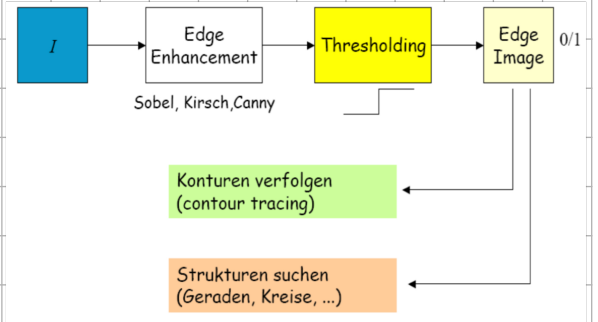 I
Edge
Enhancement
Thresholding
Edge
Image
0/1
Sobel, Kirsch,Canny
Konturen verfolgen
(contour tracing)
Strukturen suchen
(Geraden, Kreise, ...)